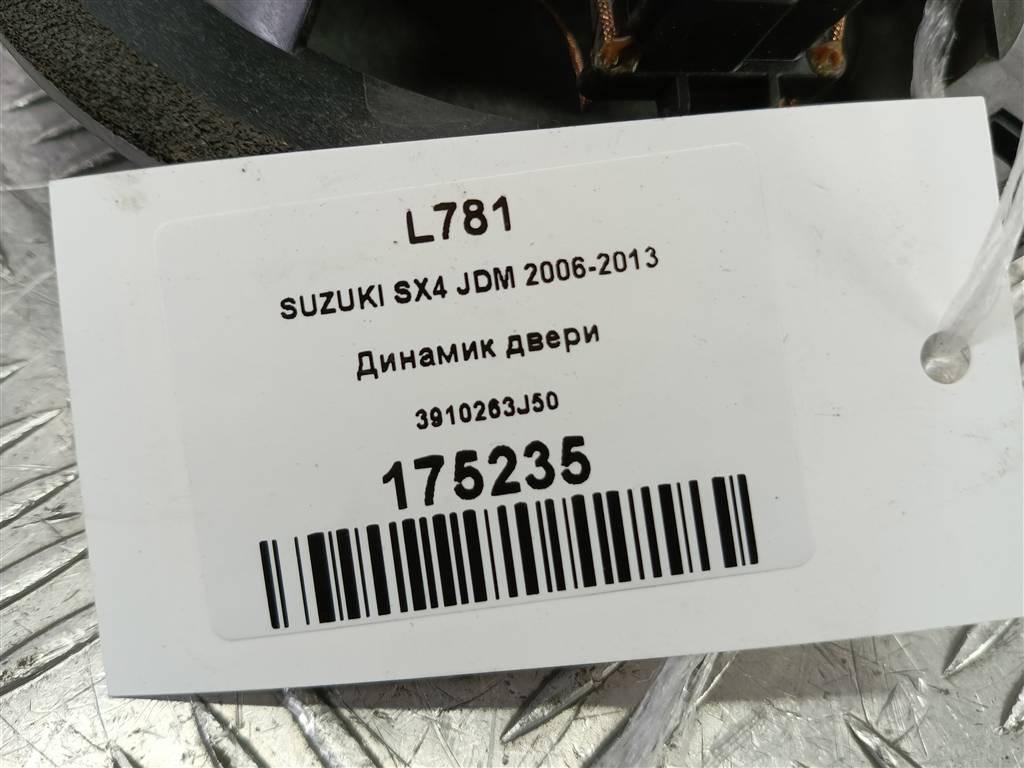 L781
SUZUKI SX4 JDM 2006-2013
Динамик двери
3910263J50
175235